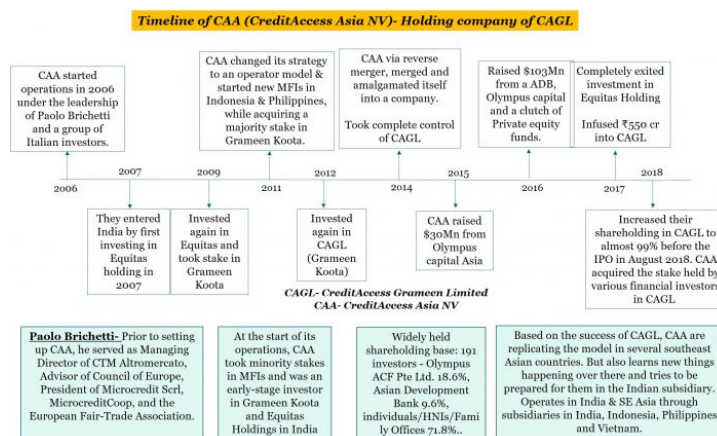 Timeline of CAA (CreditAccess Asia NV)- Holding company of CAGL
CAA started
operations in 2006
under the leadership
of Paolo Brichetti
and a group of
Italian investors.
CAA changed its strategy
to an operator model &
started new MFIs in
Indonesia & Philippines,
while acquiring a
majority stake in
Grameen Koota.
CAA via reverse
merger, merged and
amalgamated itself
into a company.
Took complete control
of CAGL
Raised $103Mn
from a ADB,
Olympus capital
and a clutch of
Private equity
funds.
Completely exited
investment in
Equitas Holding
Infused ₹550 cr
into CAGL
2006
2007
2009
2011
2012
2014
2015
2016
2017
2018
They entered
India by first
investing in
Equitas
holding in
2007
Invested
again in
Equitas and
took stake in
Grameen
Koota
Invested
again in
CAGL
(Grameen
Koota)
CAA raised
$30Mn from
Olympus
capital Asia
Increased their
shareholding in CAGL to
almost 99% before the
IPO in August 2018. CAA
acquired the stake held by
various financial investors
in CAGL
CAGL- CreditAccess Grameen Limited
CAA- CreditAccess Asia NV
Paolo Brichetti- Prior to setting
up CAA, he served as Managing
Director of CTM Altromercato,
Advisor of Council of Europe,
President of Microcredit Scrl,
MicrocreditCoop, and the
European Fair-Trade Association.
At the start of its
operations, CAA
took minority stakes
in MFIs and was an
early-stage investor
in Grameen Koota
and Equitas
Holdings in India
Widely held
shareholding base: 191
investors - Olympus
ACF Pte Ltd. 18.6%,
Asian Development
Bank 9.6%,
individuals/HNIs/Fami
ly Offices 71.8%..
Based on the success of CAGL, CAA are
replicating the model in several southeast
Asian countries. But also learns new things
happening over there and tries to be
prepared for them in the Indian subsidiary.
Operates in India & SE Asia through
subsidiaries in India, Indonesia, Philippines
and Vietnam.